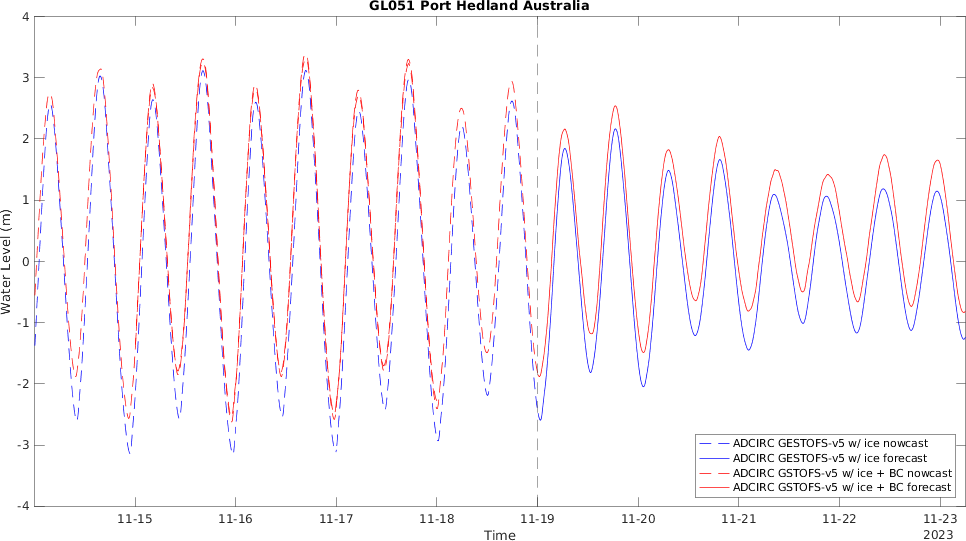 GL051 Port Hedland Australia
4
3
2
1
0
-1
-2
-3
-4
Water Level (m)
11-15 11-16 11-17 11-18 11-19 11-20 11-21 11-22 11-23
Time
2023
ADCIRC GESTOFS-v5 w/ ice nowcast
ADCIRC GESTOFS-v5 w/ ice forecast
ADCIRC GSTOFS-v5 w/ ice + BC nowcast
ADCIRC GSTOFS-v5 w/ ice + BC forecast